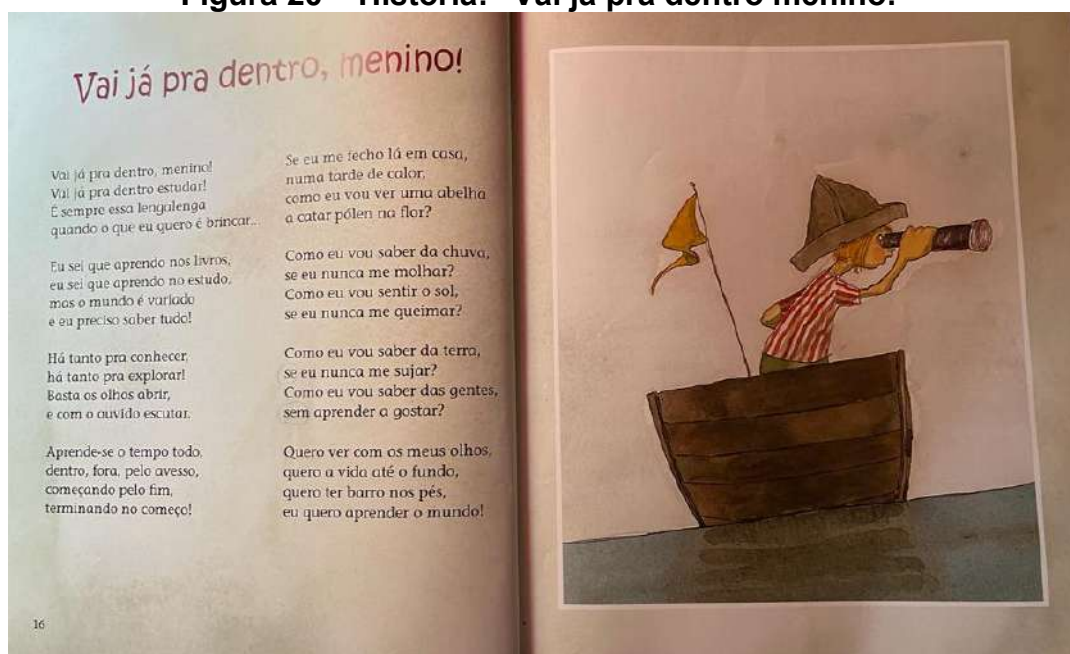 Vai já pra dentro, menino!
Vai já pra dentro, menino!
Vai já pra dentro estudar!
É sempre essa lengalenga
quando o que eu quero é brincar...
Eu sei que aprendo nos livros,
eu sei que aprendo no estudo,
mas o mundo é variado
e eu preciso saber tudo!
Há tanto pra conhecer,
há tanto pra explorar!
Basta os olhos abrir,
e com o ouvido escutar.
Aprende-se o tempo todo,
dentro, fora, pelo avesso,
começando pelo fim,
terminando no começo!
Se eu me fecho lá em casa,
numa tarde de calor,
como eu vou ver uma abelha
a catar pólen na flor?
Como eu vou saber da chuva,
se eu nunca me molhar?
Como eu vou sentir o sol,
se eu nunca me queimar?
Como eu vou saber da terra,
se eu nunca me sujar?
Como eu vou saber das gentes,
sem aprender a gostar?
Quero ver com os meus olhos,
quero a vida até o fundo,
quero ter barro nos pés,
eu quero aprender o mundo!
16